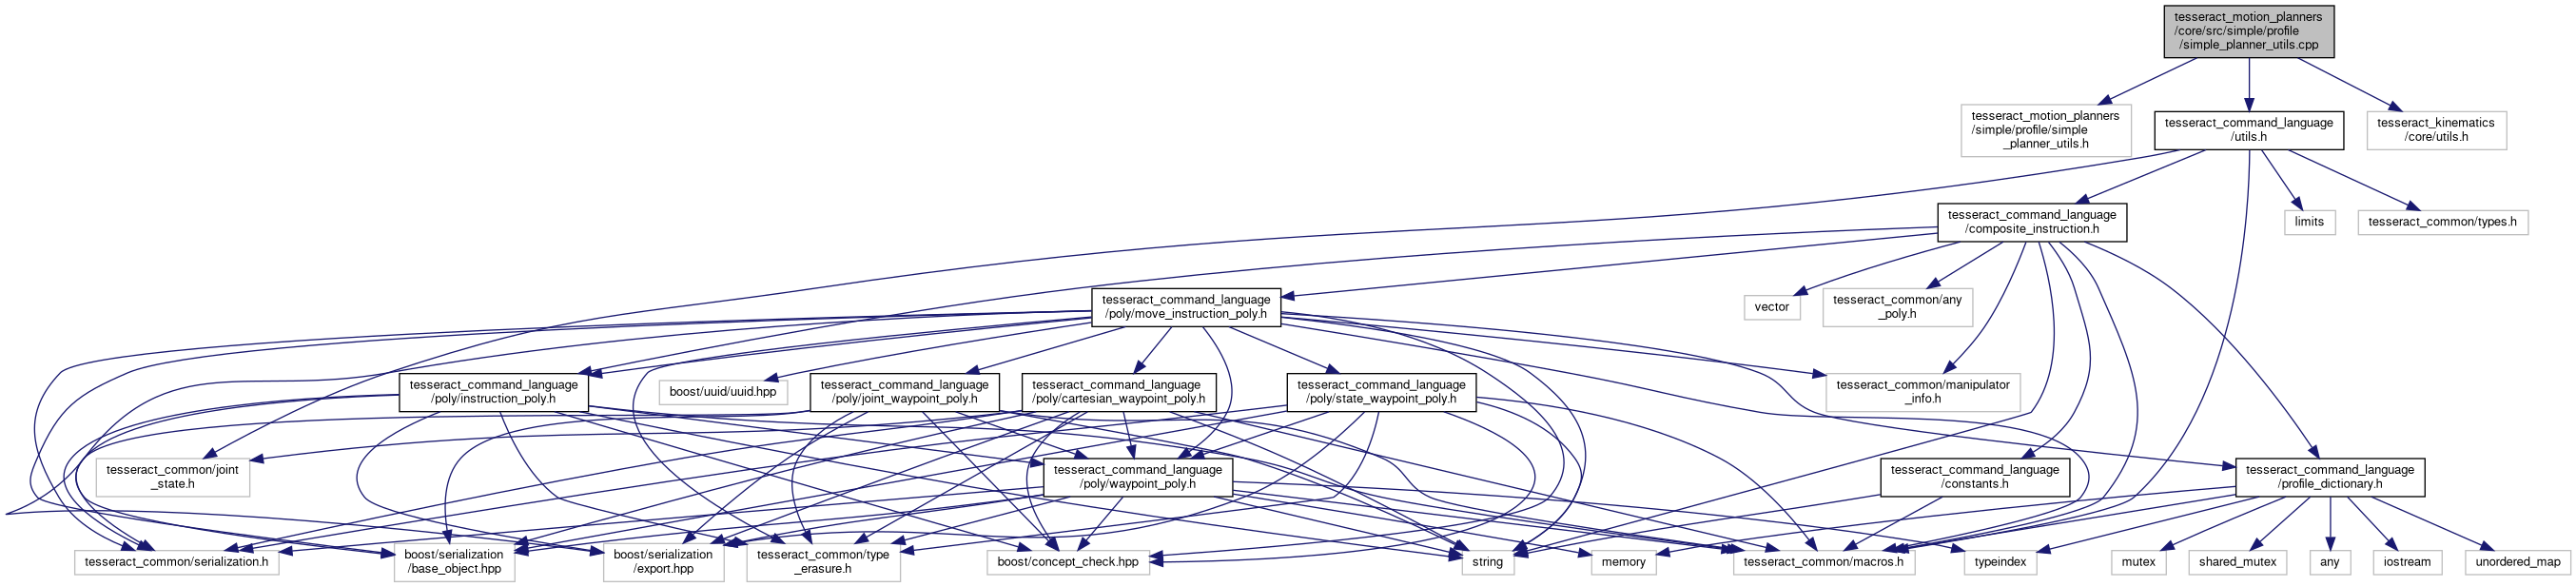 tesseract_motion_planners
/core/src/simple/profile
/simple_planner_utils.cpp
tesseract_motion_planners
/simple/profile/simple
_planner_utils.h
tesseract_command_language
/utils.h
tesseract_kinematics
/core/utils.h
tesseract_command_language
/composite_instruction.h
limits
tesseract_common/types.h
tesseract_command_language
/poly/move_instruction_poly.h
vector
tesseract_common/any
_poly.h
tesseract_command_language
/poly/instruction_poly.h
boost/uuid/uuid.hpp
tesseract_command_language
/poly/joint_waypoint_poly.h
tesseract_command_language
/poly/cartesian_waypoint_poly.h
tesseract_command_language
/poly/state_waypoint_poly.h
tesseract_common/manipulator
_info.h
tesseract_common/joint
_state.h
tesseract_command_language
/poly/waypoint_poly.h
tesseract_command_language
/constants.h
tesseract_command_language
/profile_dictionary.h
tesseract_common/serialization.h
boost/serialization
/base_object.hpp
boost/serialization
/export.hpp
tesseract_common/type
_erasure.h
boost/concept_check.hpp
string
memory
tesseract_common/macros.h
typeindex
mutex
shared_mutex
any
iostream
unordered_map